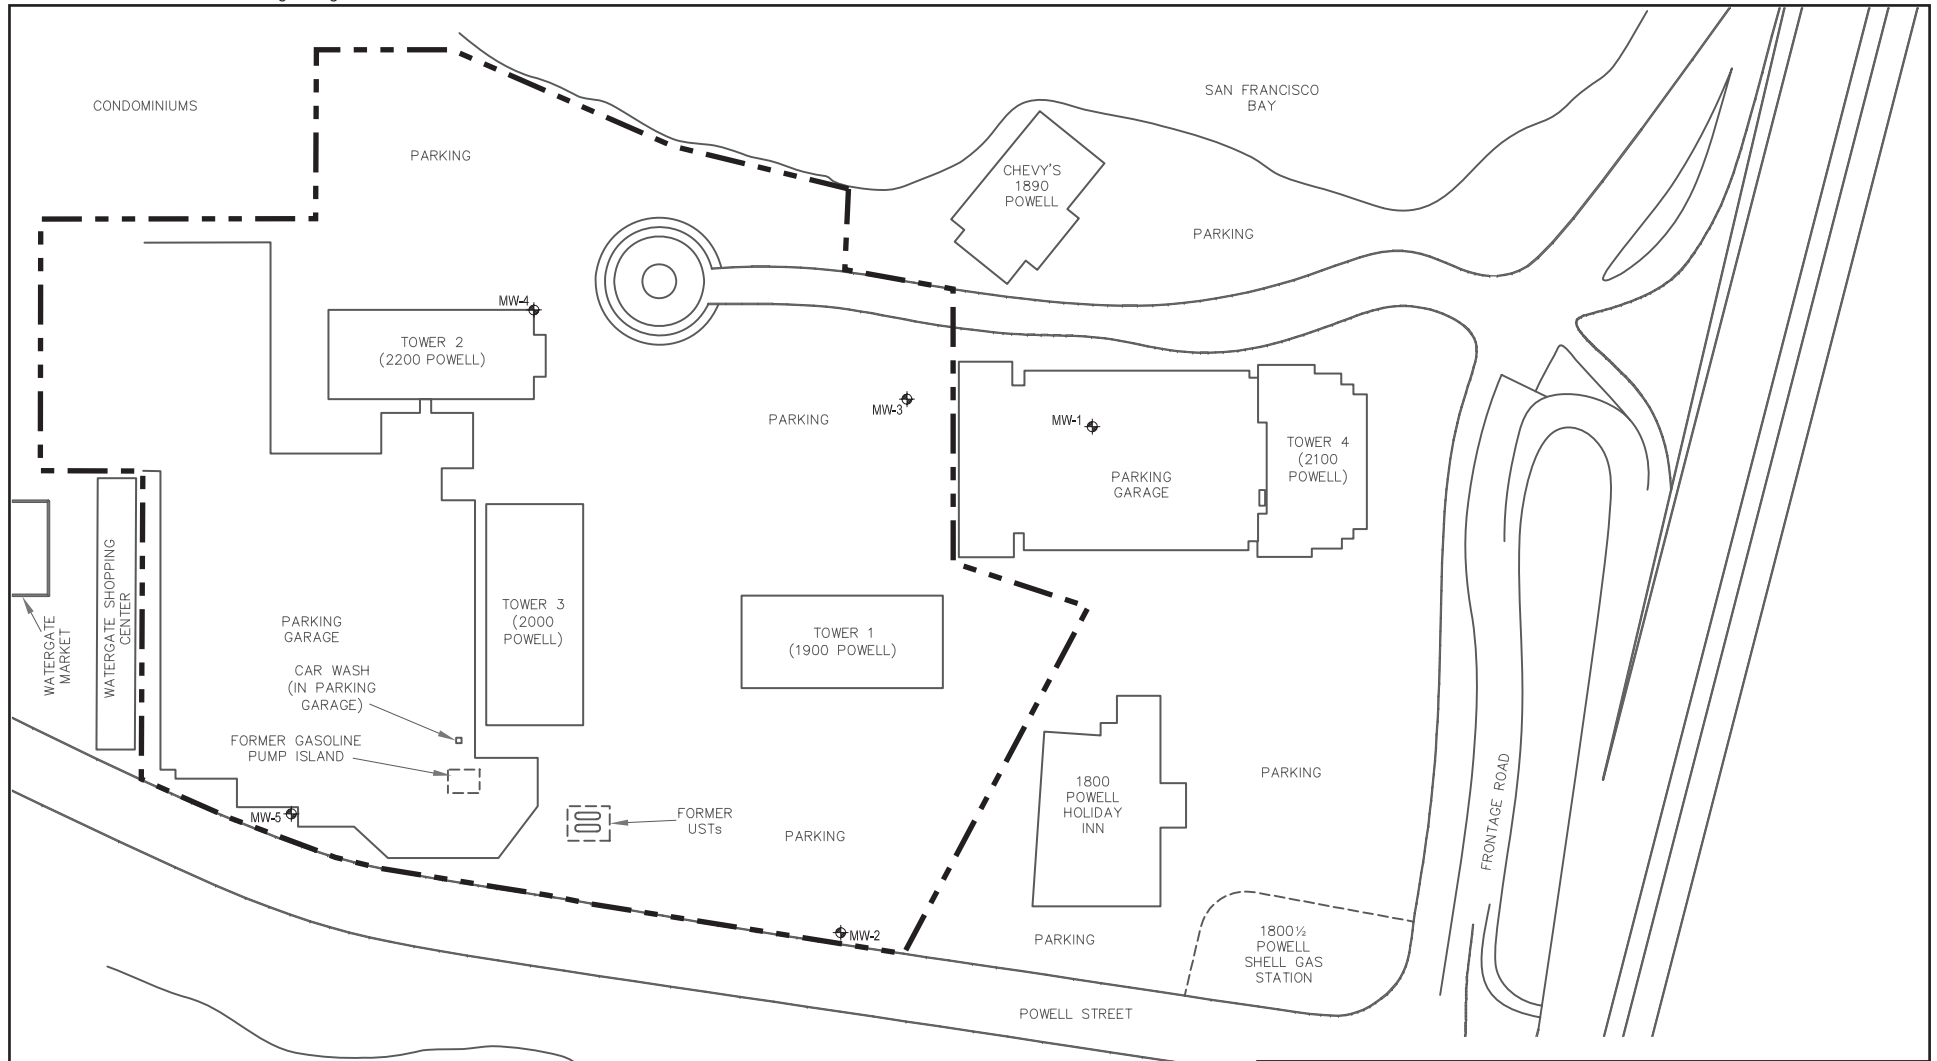 CONDOMINIUMS
SAN FRANCISCO
BAY
PARKING
CHEVY'S
1890
POWELL
PARKING
MW-4
TOWER 2
(2200 POWELL)
MW-3
PARKING
MW-1
TOWER 4
(2100
POWELL)
PARKING
GARAGE
WATERGATE
MARKET
WATERGATE SHOPPING
CENTER
PARKING
GARAGE
TOWER 3
(2000
POWELL)
TOWER 1
(1900 POWELL)
CAR WASH
(IN PARKING
GARAGE)
FORMER GASOLINE
PUMP ISLAND
MW-5
FORMER
USTs
PARKING
1800
POWELL
HOLIDAY
INN
PARKING
FRONTAGE ROAD
MW-2
PARKING
1800½
POWELL
SHELL GAS
STATION
POWELL STREET